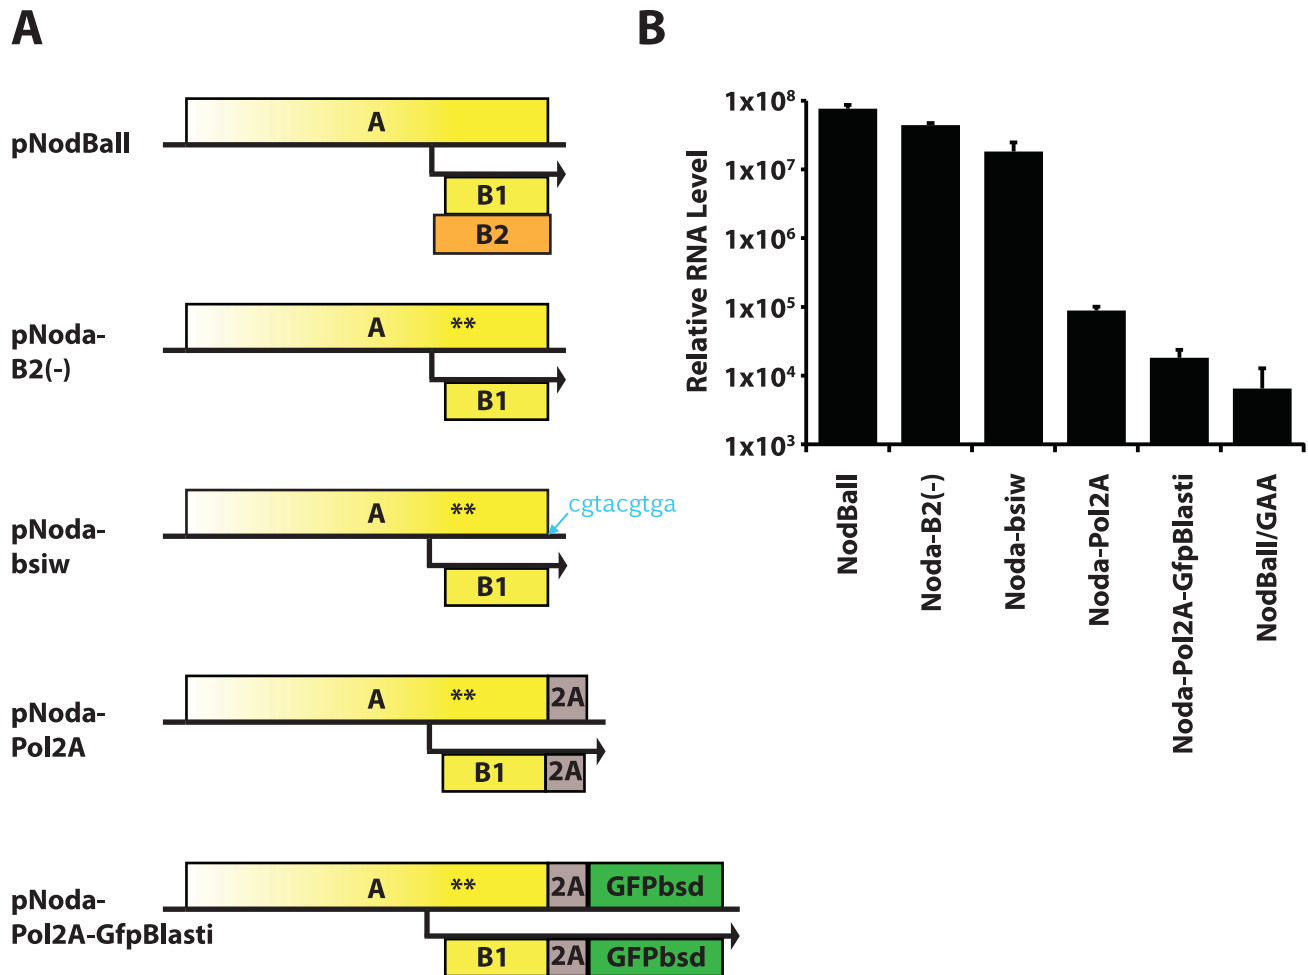 A
pNodBall
A
B1
B2
pNoda-
B2(-)
A
**
B1
pNoda-
bsiw
A
**
cgtacgtga
B1
pNoda-
Pol2A
A
**
2A
B1
2A
pNoda-
Pol2A-GfpBlasti
A
**
2A
GFPbsd
B1
2A
GFPbsd
B
Relative RNA Level
1x10⁸
1x10⁷
1x10⁶
1x10⁵
1x10⁴
1x10³
NodBall
Noda-B2(-)
Noda-bsiw
Noda-Pol2A
Noda-Pol2A-GfpBlasti
NodBall/GAA